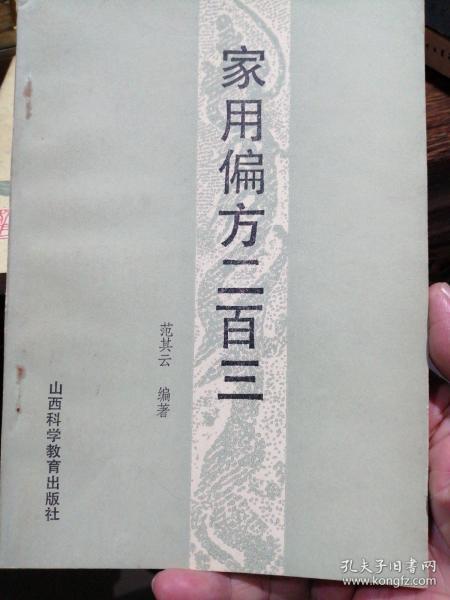 家用偏方二百三
范其云 编著
山西科学教育出版社
孔夫子旧书网
www.kongfz.com